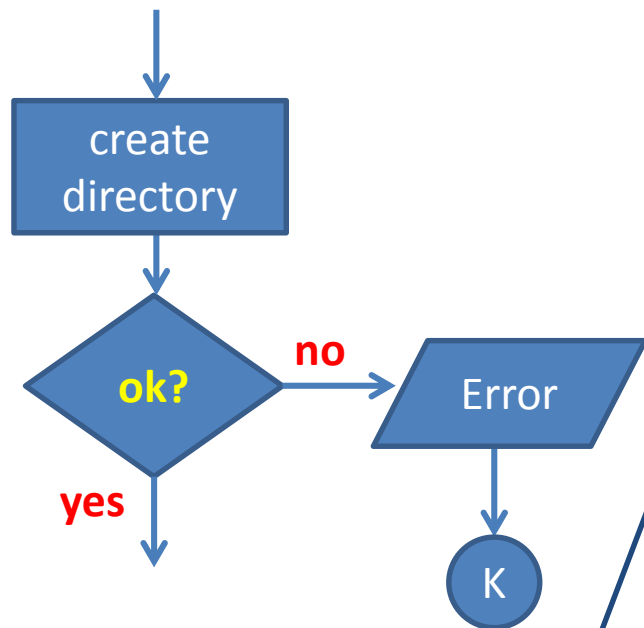 create
directory
ok?
no
Error
yes
K